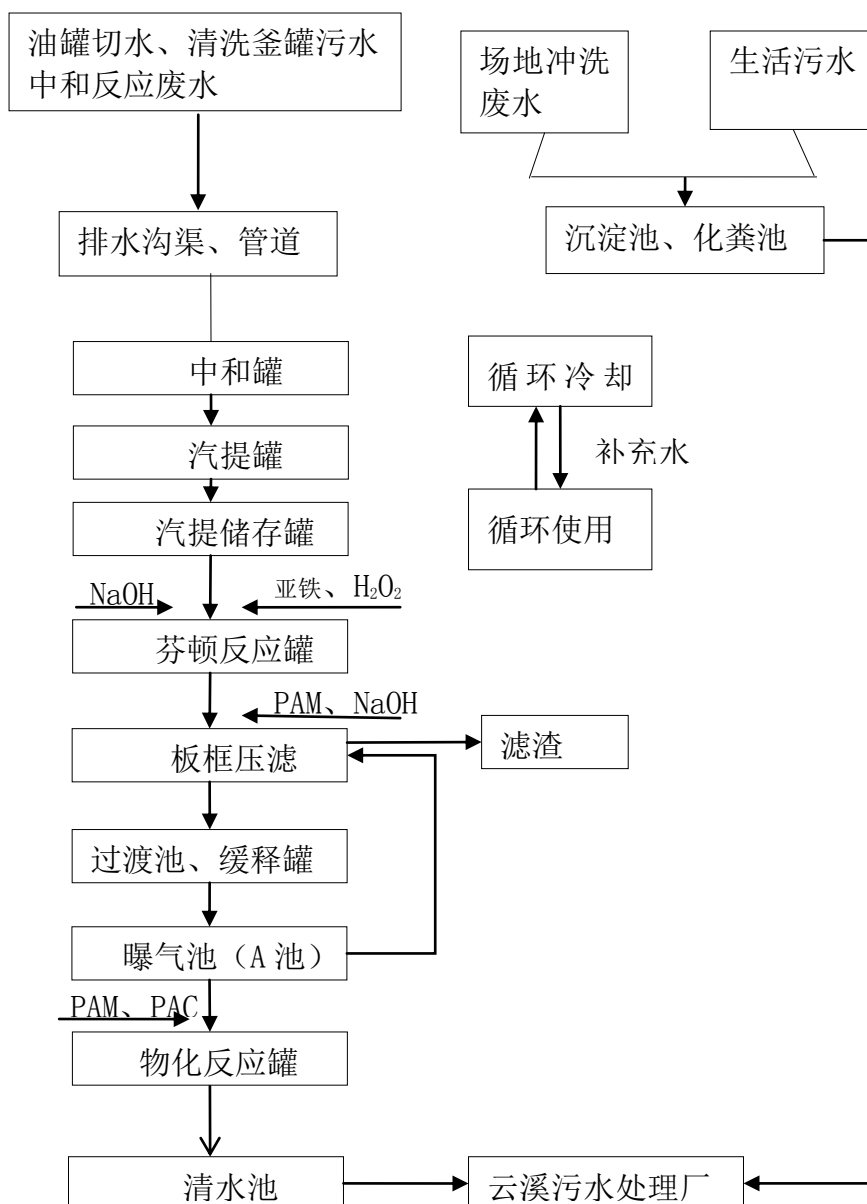 油罐切水、清洗釜罐污水
中和反应废水
场地冲洗
废水
生活污水
排水沟渠、管道
沉淀池、化粪池
中和罐
循环冷却
汽提罐
补充水
汽提储存罐
循环使用
NaOH
亚铁、H₂O₂
芬顿反应罐
PAM、NaOH
板框压滤
滤渣
过渡池、缓释罐
曝气池（A池）
PAM、PAC
物化反应罐
清水池
云溪污水处理厂